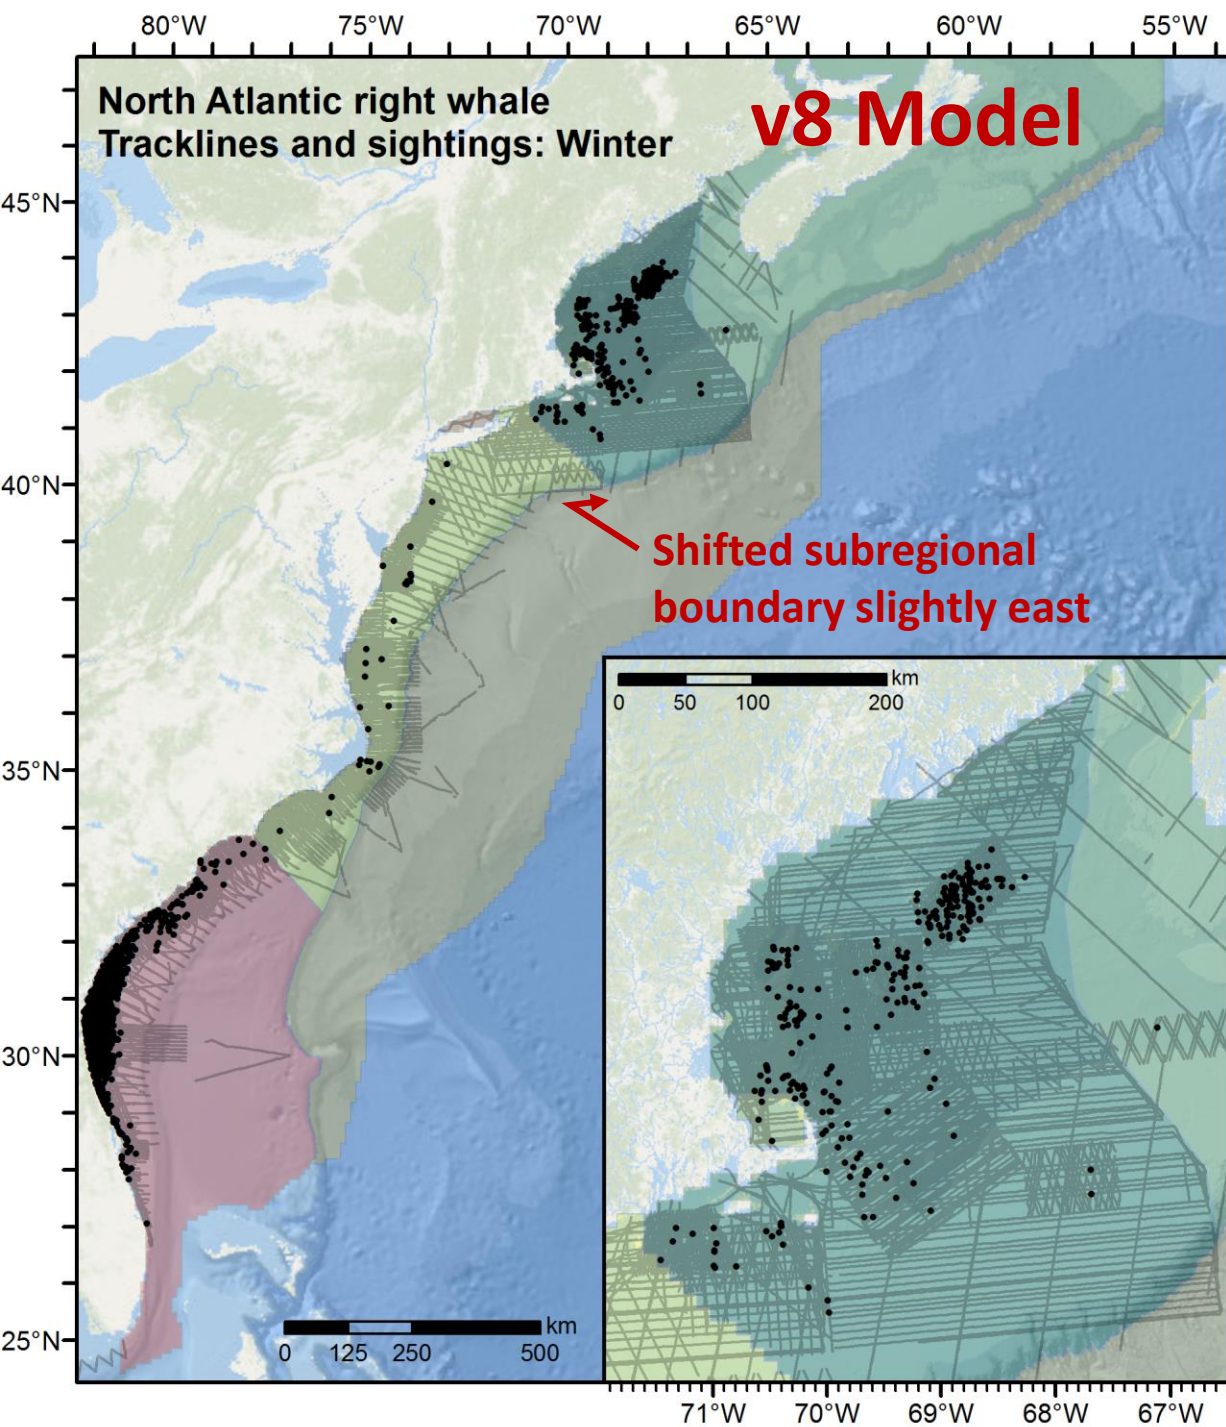 80°W 75°W 70°W 65°W 60°W 55°W
North Atlantic right whale
Tracklines and sightings: Winter
v8 Model
45°N
40°N
35°N
30°N
25°N
Shifted subregional
boundary slightly east
km
0 50 100 200
km
0 125 250 500
71°W 70°W 69°W 68°W 67°W